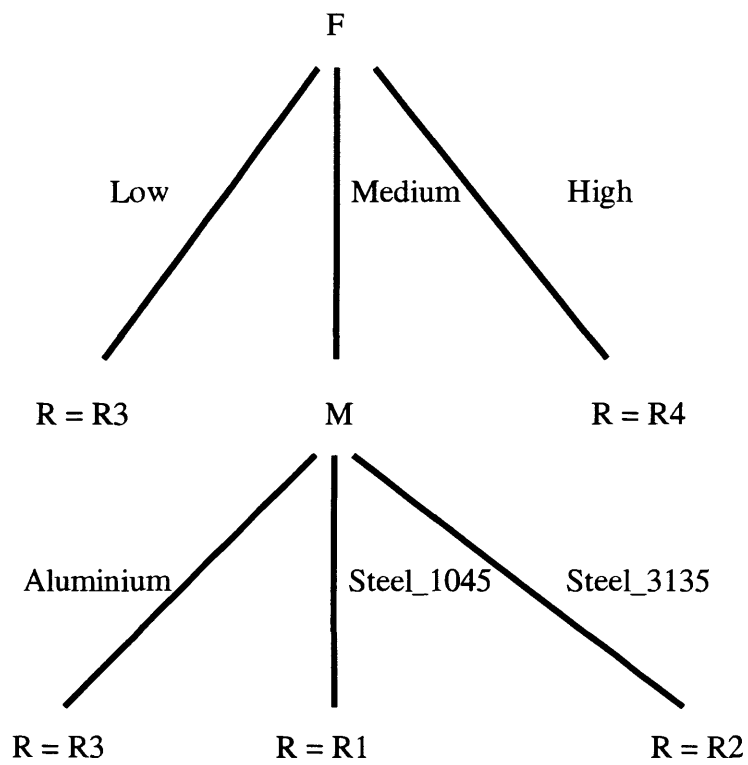 F
Low Medium High
R = R3 M R = R4
Aluminium Steel_1045 Steel_3135
R = R3 R = R1 R = R2